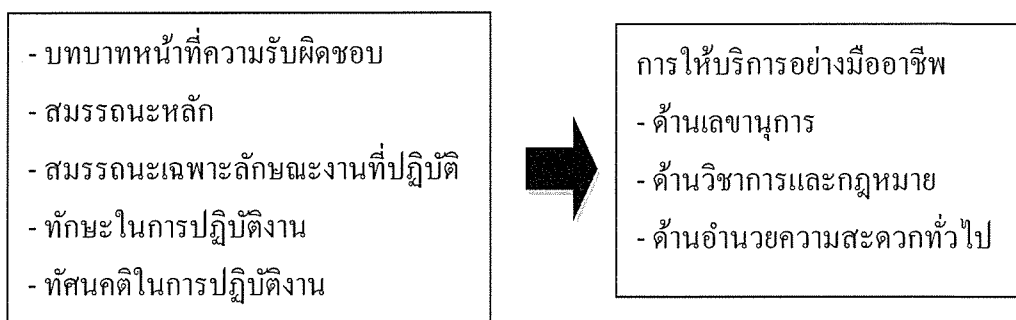 - บทบาทหน้าที่ความรับผิดชอบ
- สมรรถนะหลัก
- สมรรถนะเฉพาะลักษณะงานที่ปฏิบัติ
- ทักษะในการปฏิบัติงาน
- ทัศนคติในการปฏิบัติงาน
การให้บริการอย่างมืออาชีพ
- ด้านเลขานุการ
- ด้านวิชาการและกฎหมาย
- ด้านอำนวยความสะดวกทั่วไป